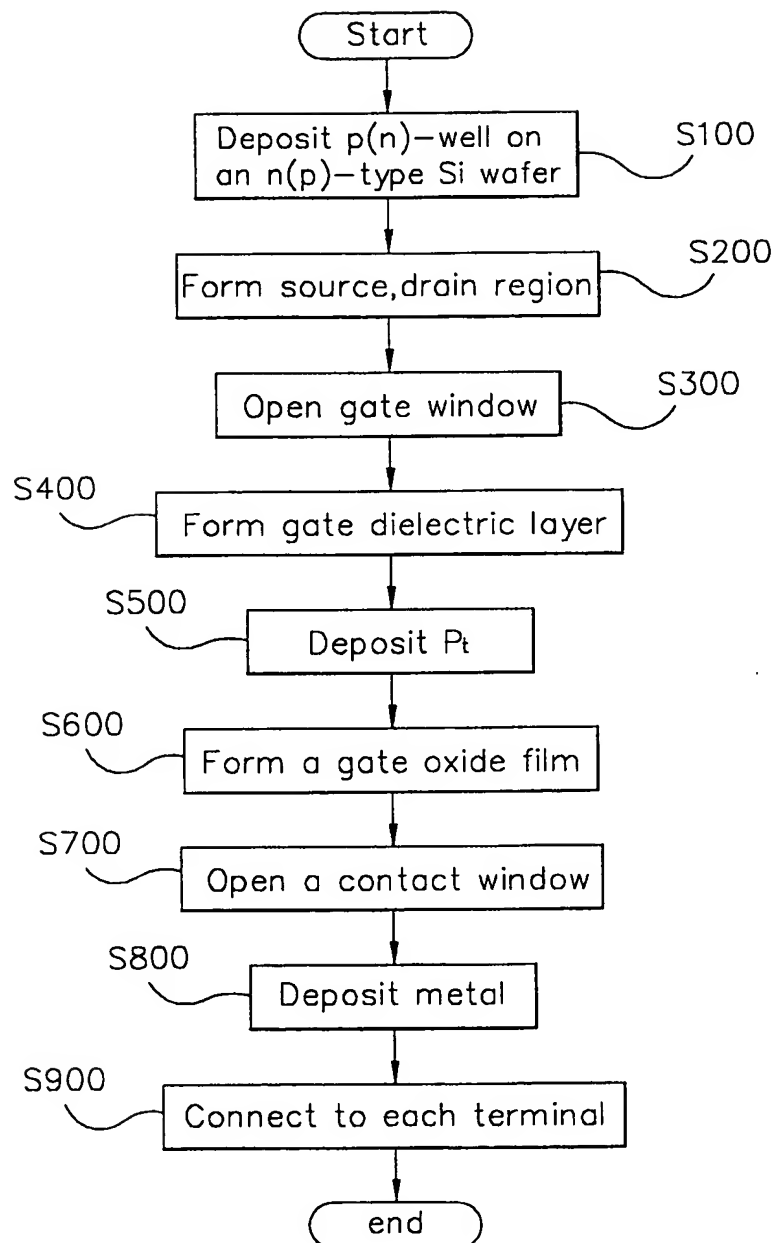 Start
Deposit p(n)-well on
an n(p)-type Si wafer
S100
Form source,drain region
S200
Open gate window
S300
S400
Form gate dielectric layer
S500
Deposit Pt
S600
Form a gate oxide film
S700
Open a contact window
S800
Deposit metal
S900
Connect to each terminal
end